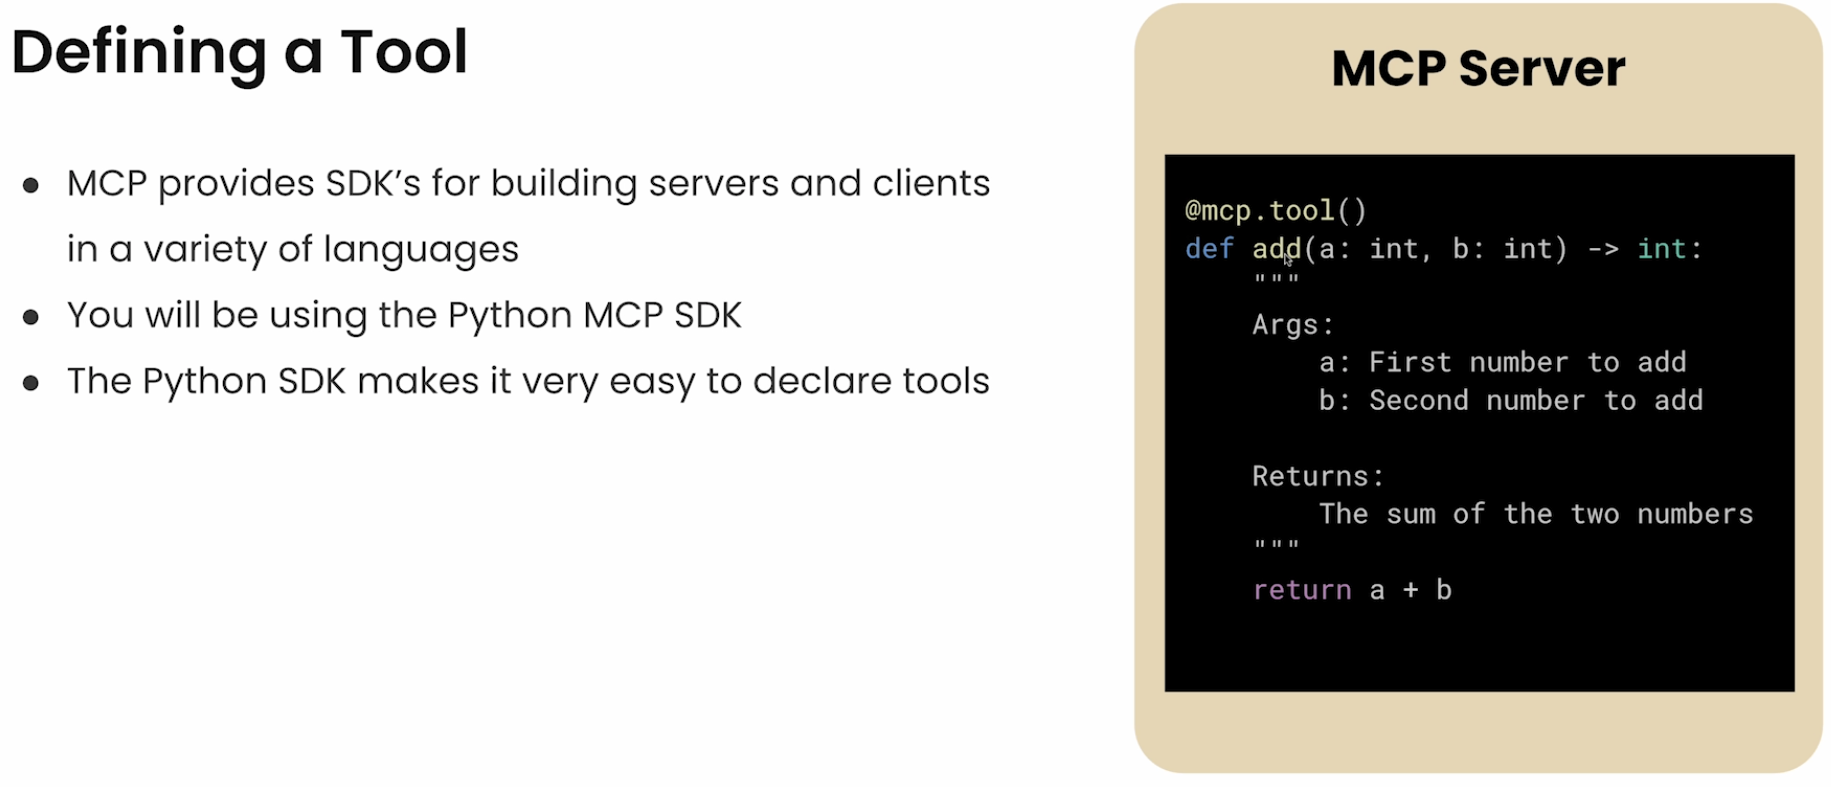 Defining a Tool
● MCP provides SDK’s for building servers and clients
in a variety of languages
● You will be using the Python MCP SDK
● The Python SDK makes it very easy to declare tools
MCP Server
@mcp.tool()
def add(a: int, b: int) -> int:
    """
    Args:
        a: First number to add
        b: Second number to add

    Returns:
        The sum of the two numbers
    """
    return a + b